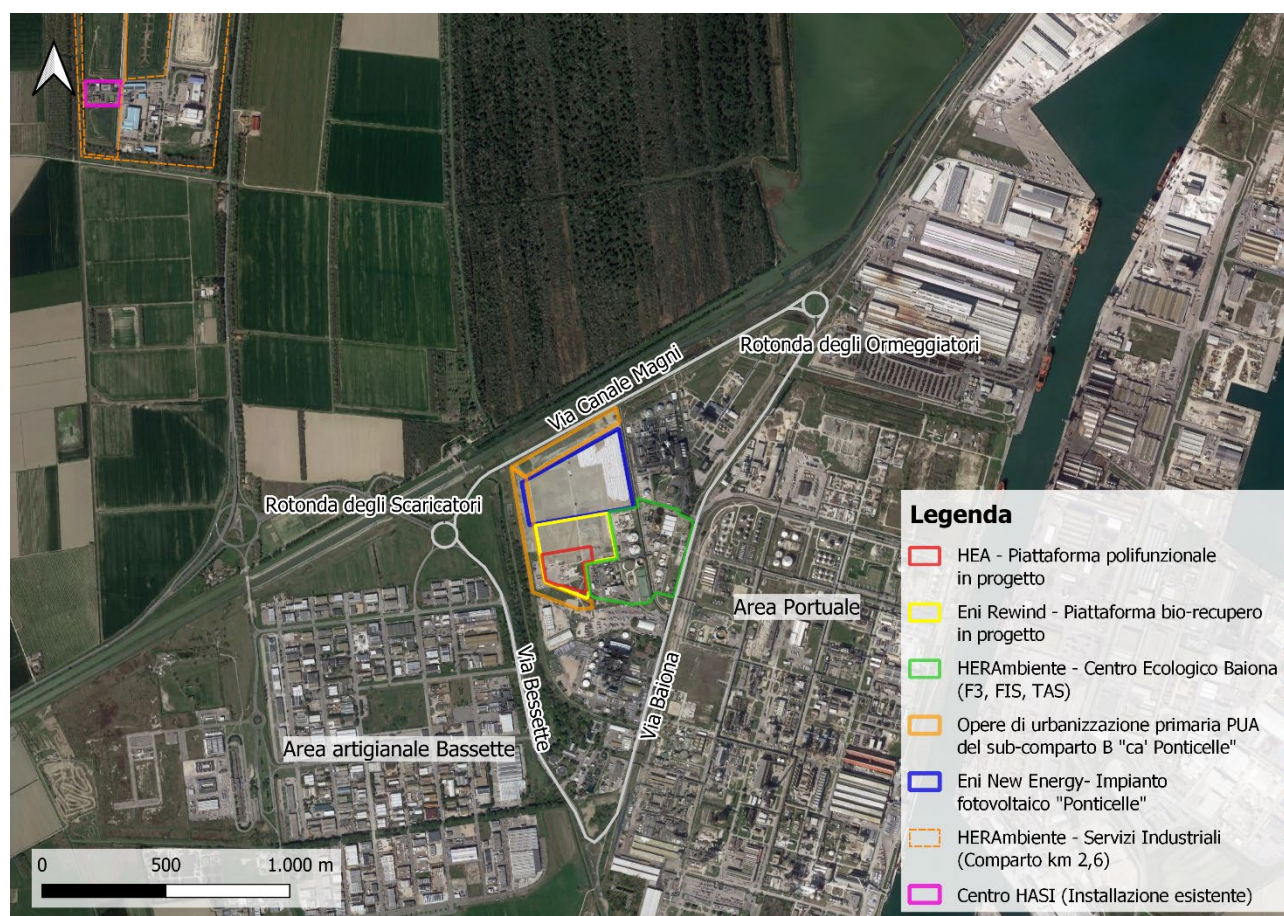 Via Canale Magni
Rotonda degli Ormeggiatori
Rotonda degli Scaricatori
Area Portuale
Via Bessette
Via Baiona
Area artigianale Bassette
Legenda
HEA - Piattaforma polifunzionale
in progetto
Eni Rewind - Piattaforma bio-recupero
in progetto
HERAmbiente - Centro Ecologico Baiona
(F3, FIS, TAS)
Opere di urbanizzazione primaria PUA
del sub-comparto B "ca' Ponticelle"
Eni New Energy- Impianto
fotovoltaico "Ponticelle"
HERAmbiente - Servizi Industriali
(Comparto km 2,6)
Centro HASI (Installazione esistente)
0 500 1.000 m